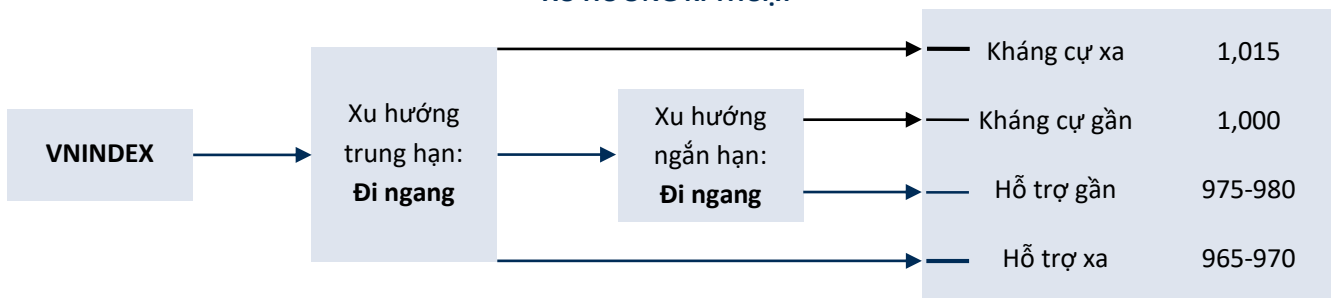 VNINDEX
Xu hướng
trung hạn:
Đi ngang
Xu hướng
ngắn hạn:
Đi ngang
Kháng cự xa 1,015
Kháng cự gần 1,000
Hỗ trợ gần 975-980
Hỗ trợ xa 965-970